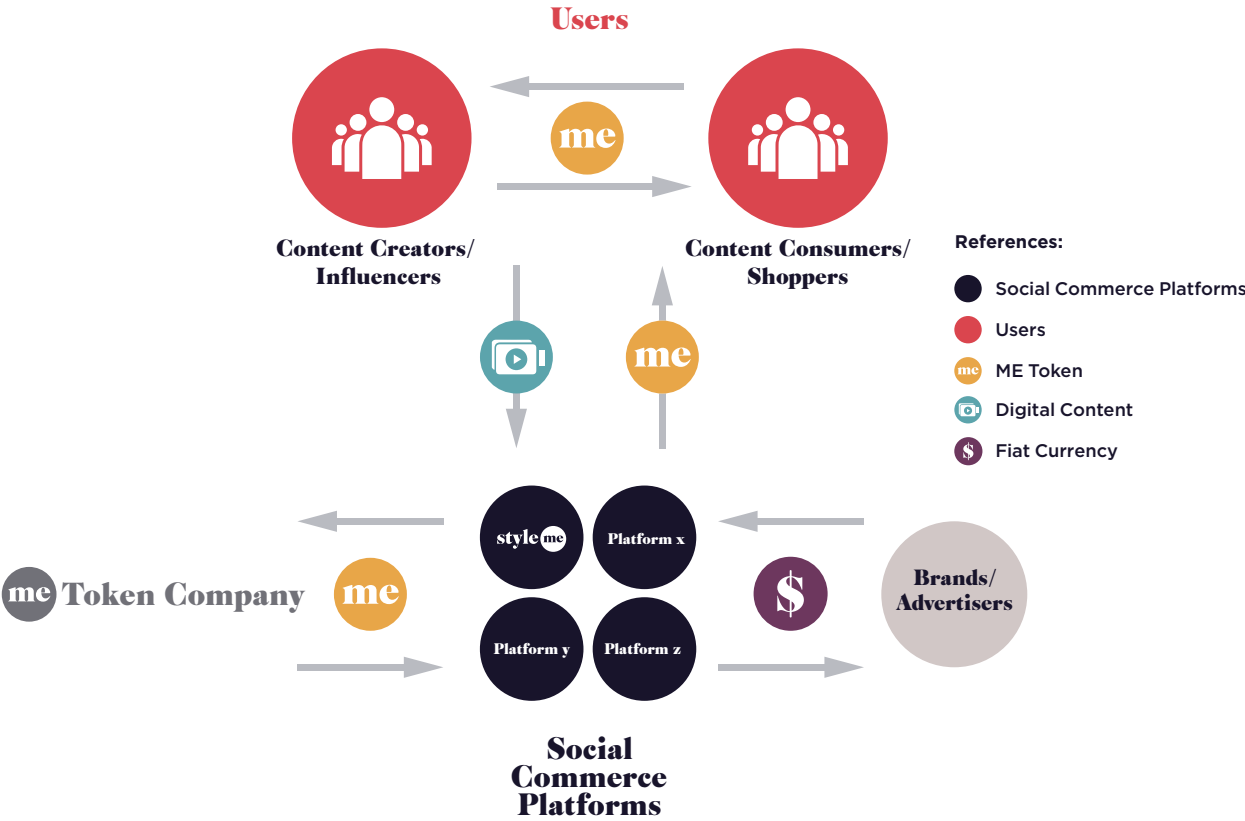 Users
me
Content Creators/
Influencers
Content Consumers/
Shoppers
References:
Social Commerce Platforms
Users
me ME Token
Digital Content
$ Fiat Currency
me
style me
Platform x
Platform y
Platform z
me Token Company
me
$
Brands/
Advertisers
Social
Commerce
Platforms